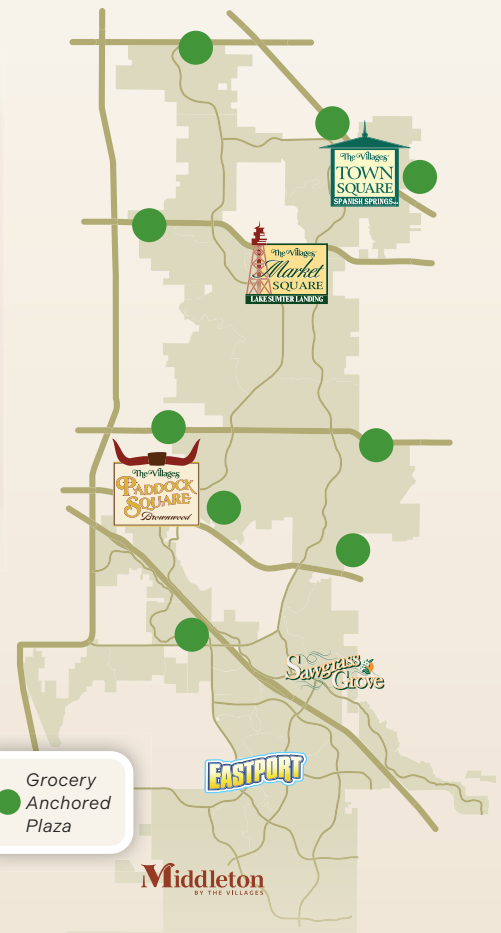 The Villages
TOWN
SQUARE
SPANISH SPRINGS
The Villages
Market
SQUARE
LAKE SUMTER LANDING
The Villages
PADDOCK
SQUARE
Brownwood
Sawgrass
Grove
EASTPORT
Grocery
Anchored
Plaza
Middleton
BY THE VILLAGES